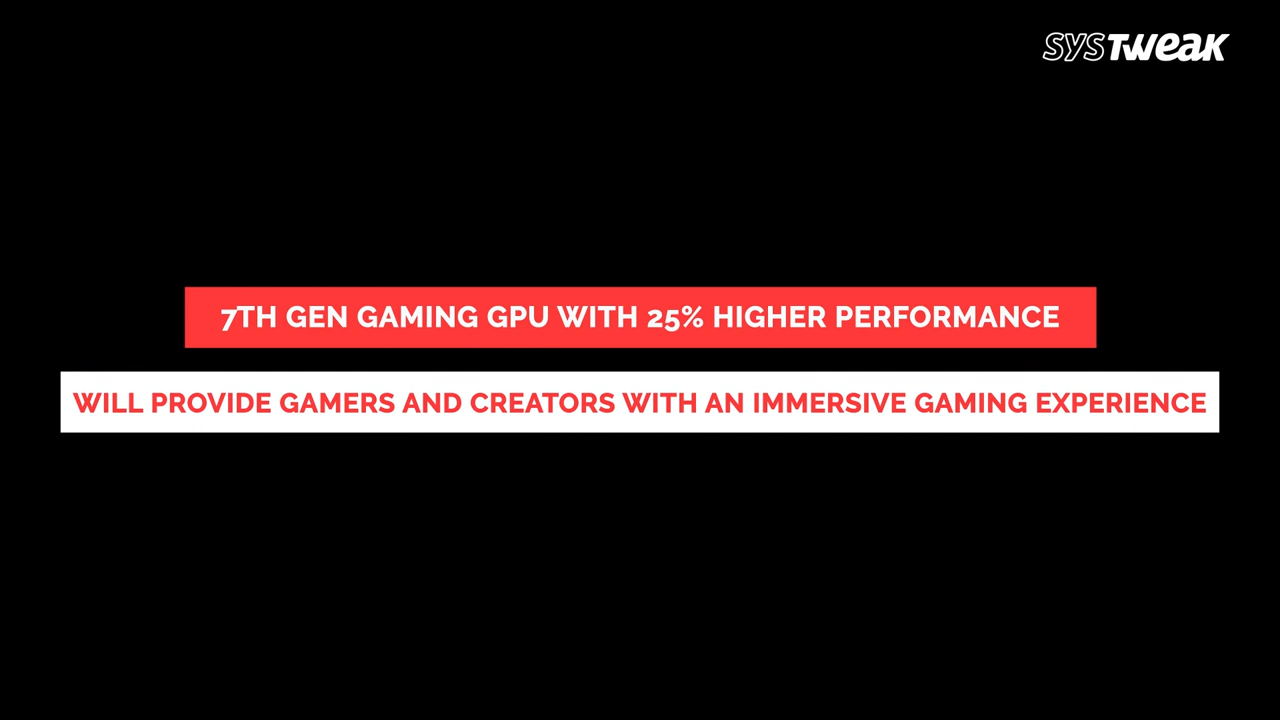 SYSTweak
7TH GEN GAMING GPU WITH 25% HIGHER PERFORMANCE
WILL PROVIDE GAMERS AND CREATORS WITH AN IMMERSIVE GAMING EXPERIENCE